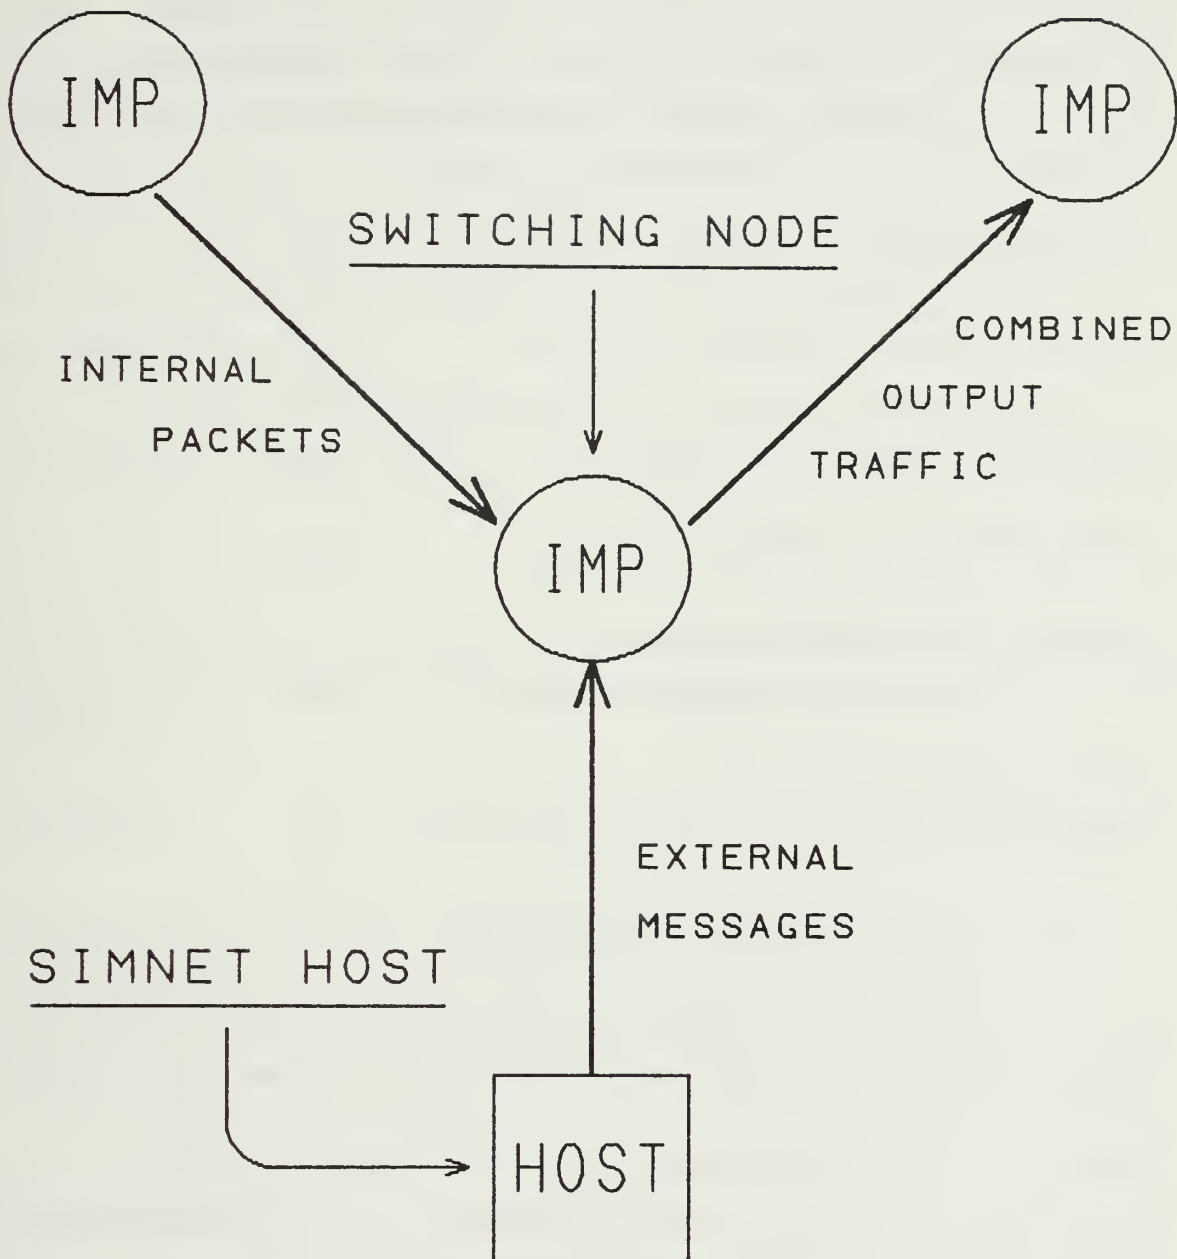 IMP
IMP
SWITCHING NODE
COMBINED
INTERNAL
OUTPUT
PACKETS
TRAFFIC
IMP
EXTERNAL
MESSAGES
SIMNET HOST
HOST